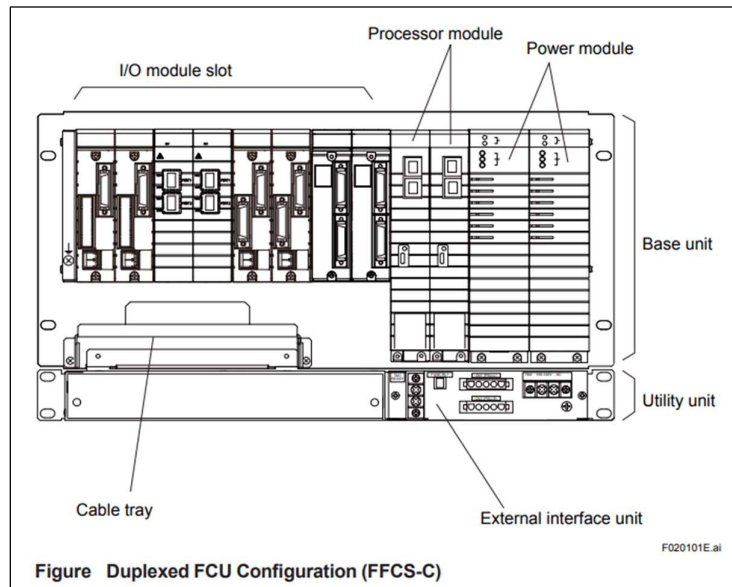 Processor module
Power module
I/O module slot
Base unit
Utility unit
Cable tray
External interface unit
F020101E.ai
Figure Duplexed FCU Configuration (FFCS-C)